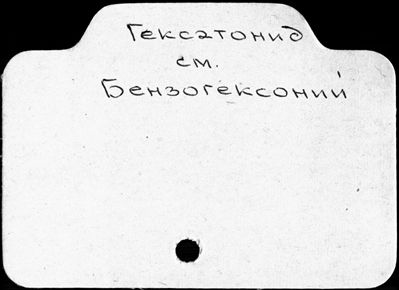 Гексатонид
см.
Бензогексоний